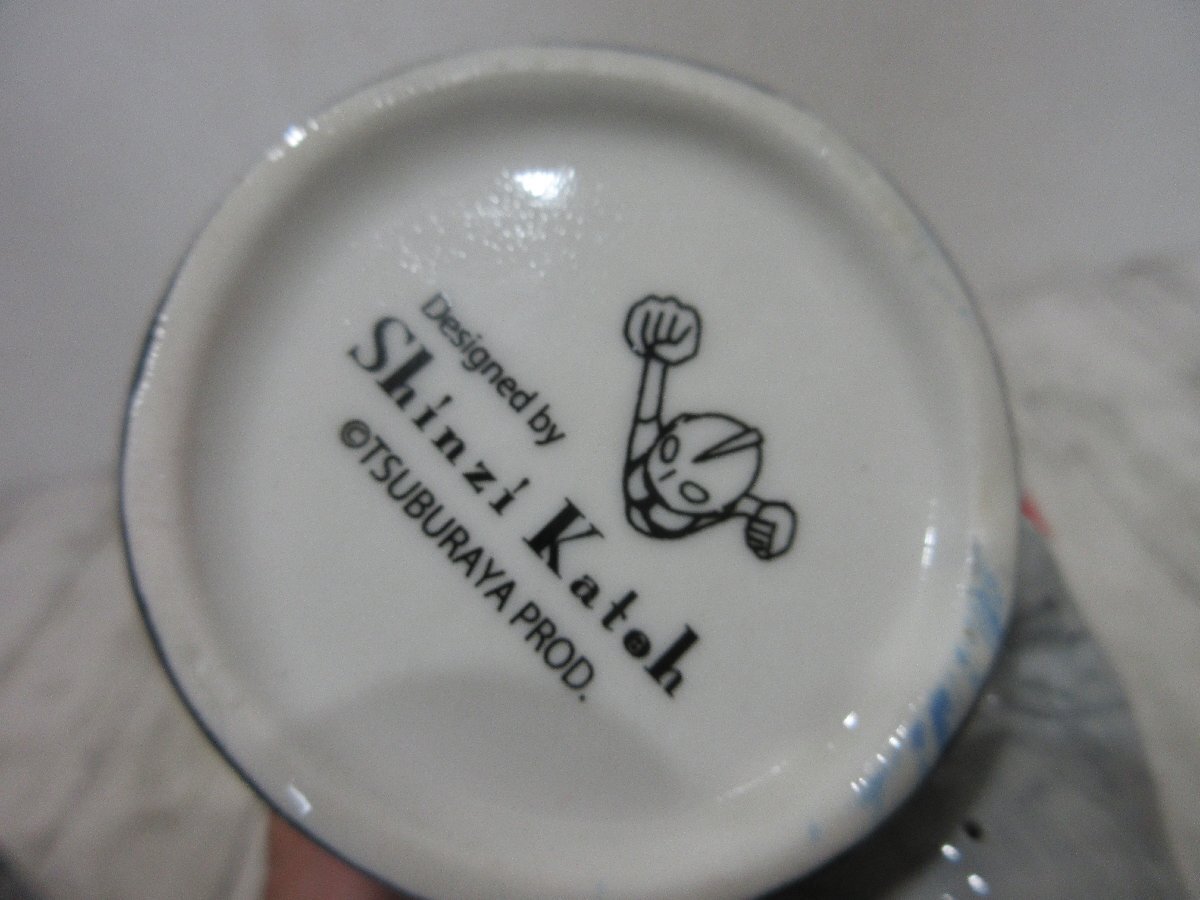 Designed by
Shinzi Katoh
©TSUBURAYA PROD.